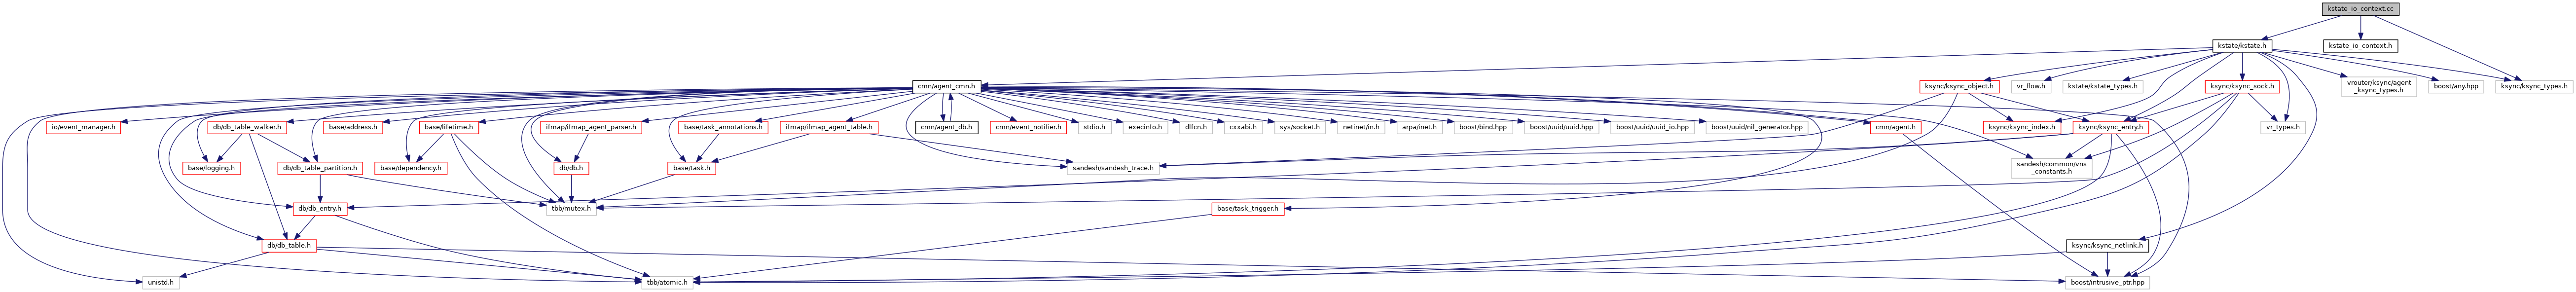 kstate_io_context.cc
kstate/kstate.h
kstate_io_context.h
cmn/agent_cmn.h
ksync/ksync_object.h
vr_flow.h
kstate/kstate_types.h
ksync/ksync_sock.h
vrouter/ksync/agent
_ksync_types.h
boost/any.hpp
ksync/ksync_types.h
io/event_manager.h
db/db_table_walker.h
base/address.h
base/lifetime.h
ifmap/ifmap_agent_parser.h
base/task_annotations.h
ifmap/ifmap_agent_table.h
cmn/agent_db.h
cmn/event_notifier.h
stdio.h
execinfo.h
dlfcn.h
cxxabi.h
sys/socket.h
netinet/in.h
arpa/inet.h
boost/bind.hpp
boost/uuid/uuid.hpp
boost/uuid/uuid_io.hpp
boost/uuid/nil_generator.hpp
cmn/agent.h
ksync/ksync_index.h
ksync/ksync_entry.h
vr_types.h
base/logging.h
db/db_table_partition.h
base/dependency.h
db/db.h
base/task.h
sandesh/sandesh_trace.h
sandesh/common/vns
_constants.h
db/db_entry.h
tbb/mutex.h
base/task_trigger.h
db/db_table.h
ksync/ksync_netlink.h
unistd.h
tbb/atomic.h
boost/intrusive_ptr.hpp